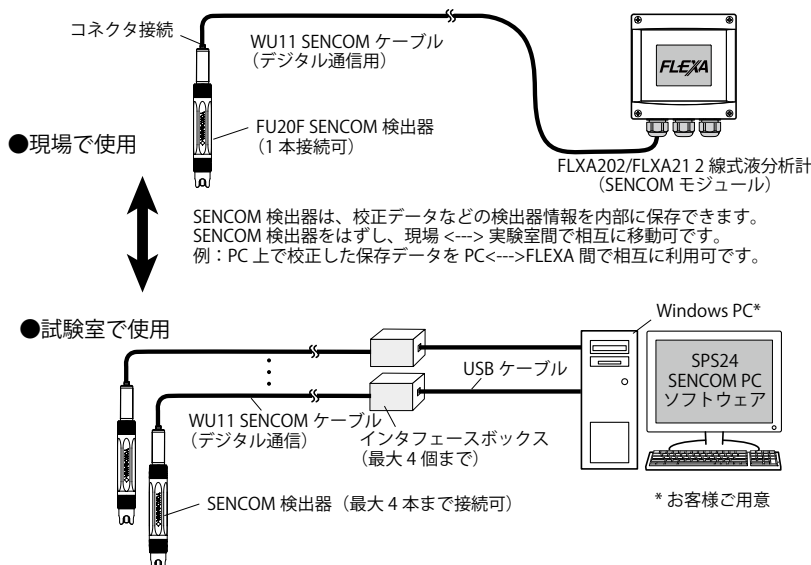 コネクタ接続
WU11 SENCOM ケーブル
（デジタル通信用）
FLEXA
FU20F SENCOM 検出器
（1 本接続可）
●現場で使用
FLXA202/FLXA21 2 線式液分析計
（SENCOM モジュール）
SENCOM 検出器は、校正データなどの検出器情報を内部に保存できます。
SENCOM 検出器をはずし、現場 <---> 実験室間で相互に移動可です。
例：PC 上で校正した保存データを PC<--->FLEXA 間で相互に利用可です。
●試験室で使用
Windows PC*
USB ケーブル
SPS24
SENCOM PC
ソフトウェア
WU11 SENCOM ケーブル
（デジタル通信）
インタフェースボックス
（最大 4 個まで）
SENCOM 検出器（最大 4 本まで接続可）
* お客様ご用意